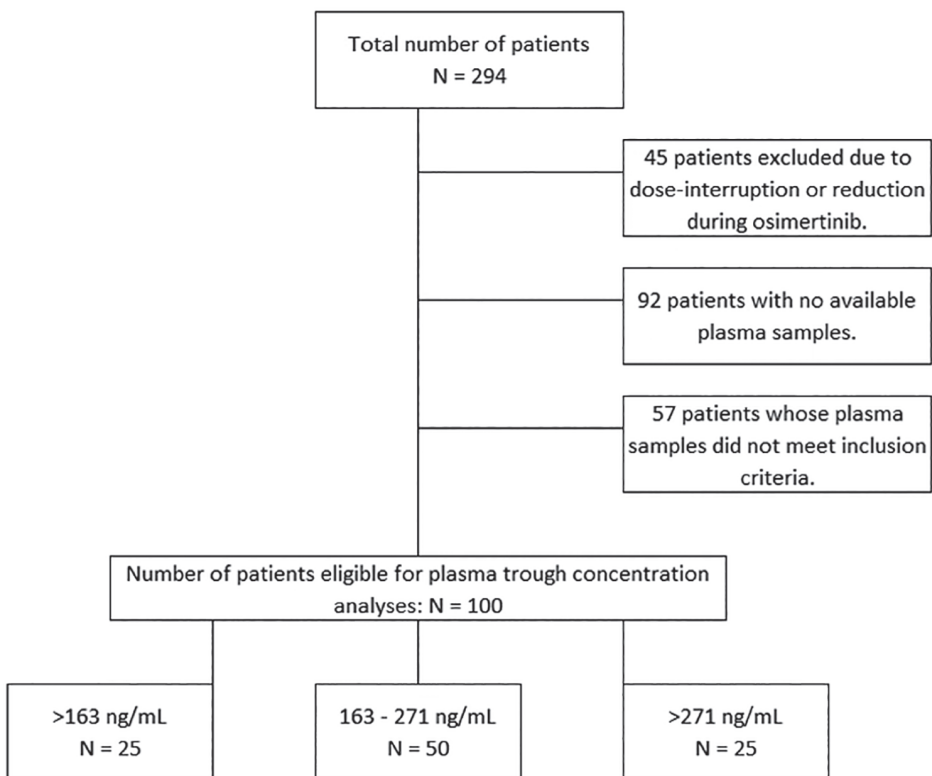 Total number of patients
N = 294
45 patients excluded due to
dose-interruption or reduction
during osimertinib.
92 patients with no available
plasma samples.
57 patients whose plasma
samples did not meet inclusion
criteria.
Number of patients eligible for plasma trough concentration
analyses: N = 100
>163 ng/mL
N = 25
163 - 271 ng/mL
N = 50
>271 ng/mL
N = 25